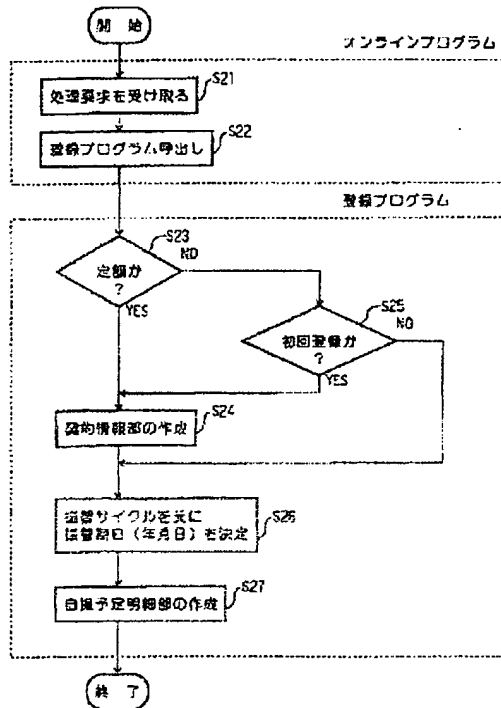 開 始
オンラインプログラム
S21
処理要求を受け取る
S22
登録プログラム呼出し
登録プログラム
S23
NO
定額か
?
YES
S25
NO
初回登録か
?
YES
S24
契約情報部の作成
振替サイクルを元に
振替期日(年月日)を決定
S26
S27
自振予定明細部の作成
終 了